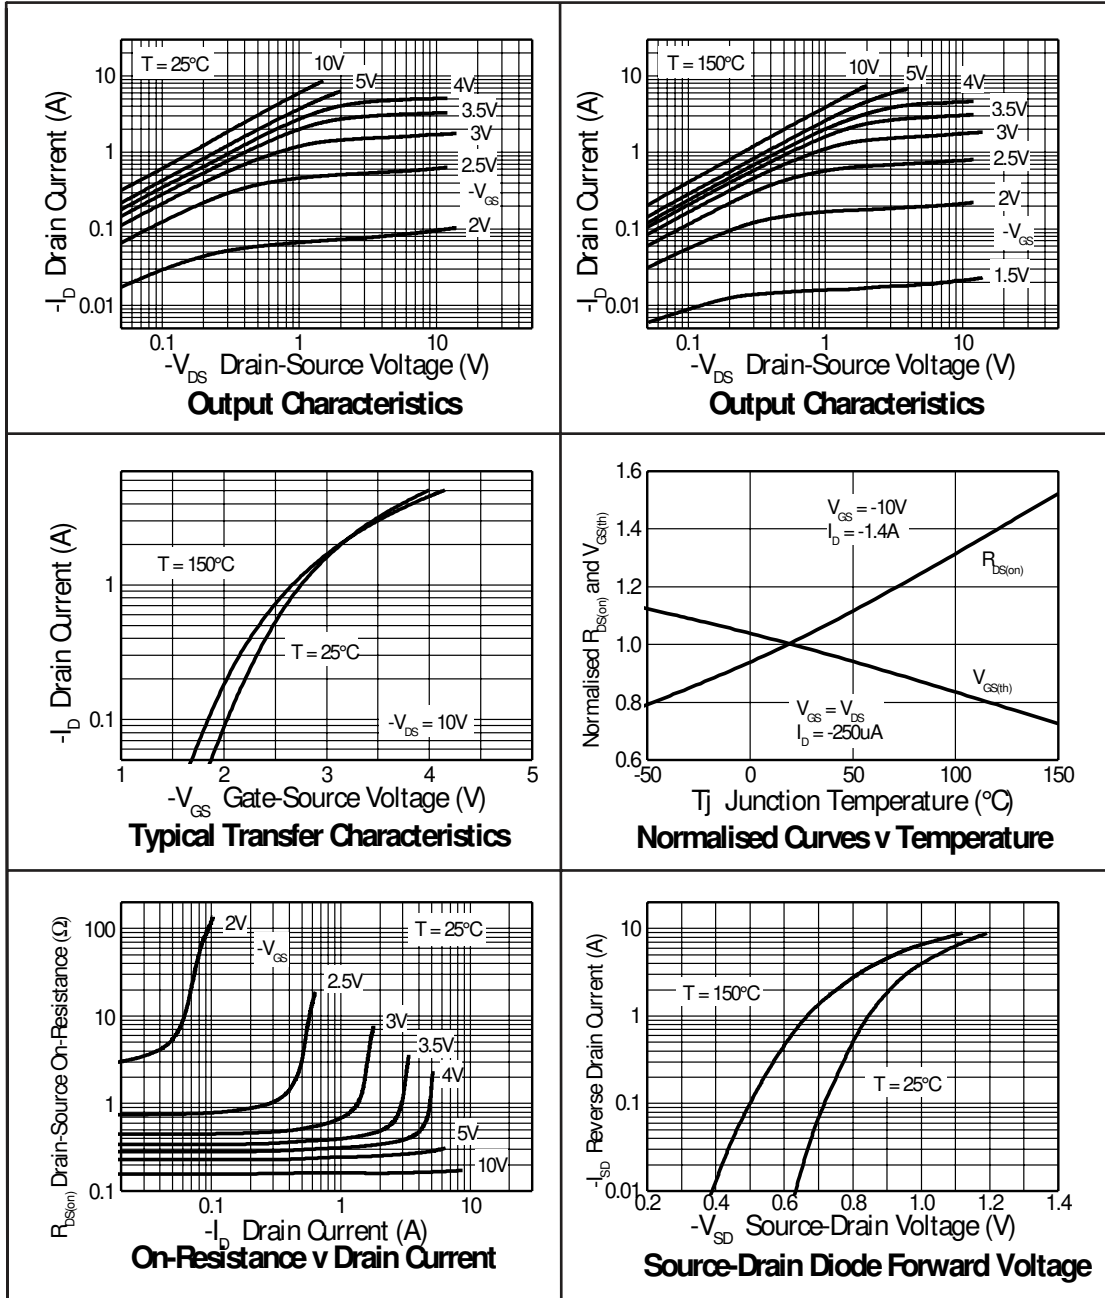 T = 25°C
10V
5V
4V
3.5V
3V
2.5V
-VGS
2V
10
1
0.1
0.01
-ID Drain Current (A)
0.1 1 10
-VDS Drain-Source Voltage (V)
Output Characteristics
T = 150°C
10V
5V
4V
3.5V
3V
2.5V
2V
-VGS
1.5V
10
1
0.1
0.01
-ID Drain Current (A)
0.1 1 10
-VDS Drain-Source Voltage (V)
Output Characteristics
T = 150°C
T = 25°C
-VDS = 10V
1
0.1
-ID Drain Current (A)
1 2 3 4 5
-VGS Gate-Source Voltage (V)
Typical Transfer Characteristics
1.6
1.4
1.2
1.0
0.8
0.6
Normalised RDS(on) and VGS(th)
VGS = -10V
ID = -1.4A
RDS(on)
VGS(th)
VGS = VDS
ID = -250uA
-50 0 50 100 150
Tj Junction Temperature (°C)
Normalised Curves v Temperature
2V
T = 25°C
-VGS
2.5V
3V
3.5V
4V
5V
10V
100
10
1
0.1
RDS(on) Drain-Source On-Resistance (Ω)
0.1 1 10
-ID Drain Current (A)
On-Resistance v Drain Current
10
1
0.1
0.01
-ISD Reverse Drain Current (A)
T = 150°C
T = 25°C
0.2 0.4 0.6 0.8 1.0 1.2 1.4
-VSD Source-Drain Voltage (V)
Source-Drain Diode Forward Voltage